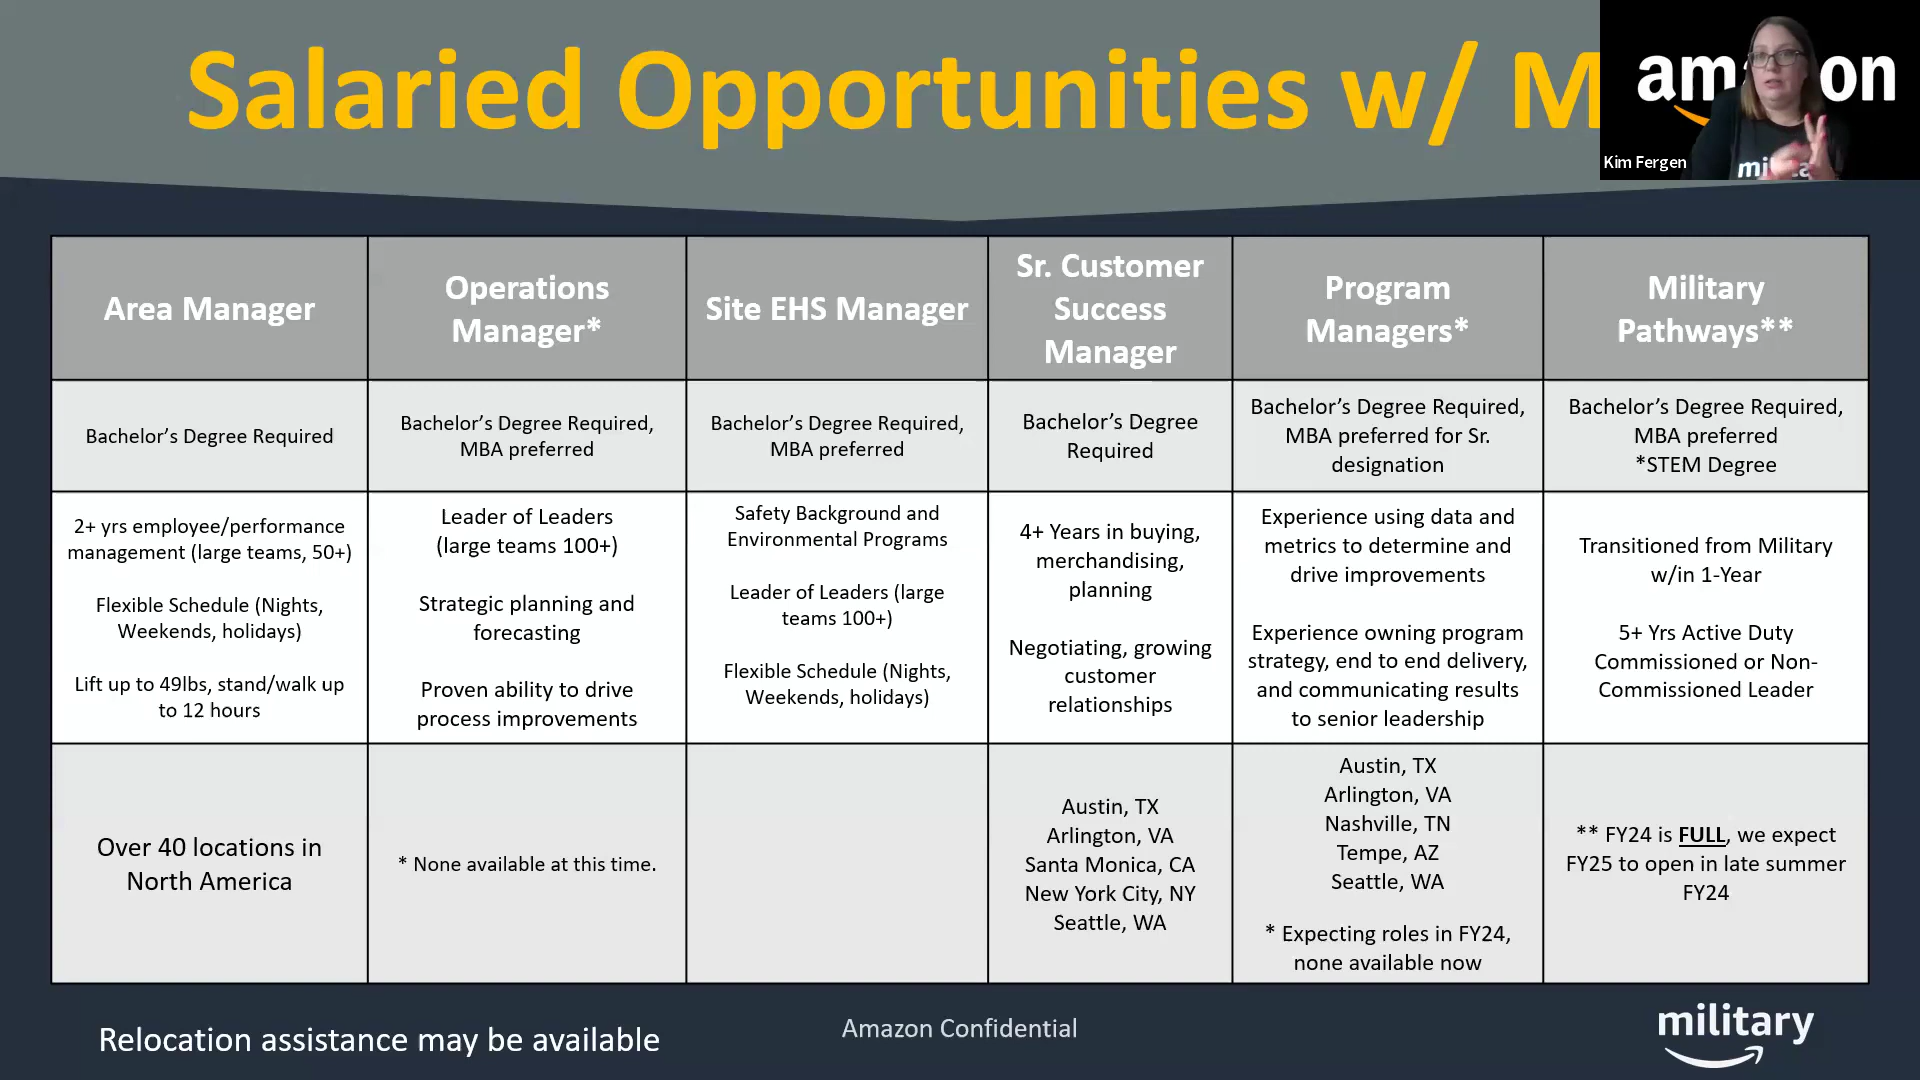 Salaried Opportunities w/ M
amazon
Kim Fergen
Area Manager
Operations
Manager*
Site EHS Manager
Sr. Customer
Success
Manager
Program
Managers*
Military
Pathways**
Bachelor’s Degree Required
Bachelor’s Degree Required,
MBA preferred
Bachelor’s Degree Required,
MBA preferred
Bachelor’s Degree
Required
Bachelor’s Degree Required,
MBA preferred for Sr.
designation
Bachelor’s Degree Required,
MBA preferred
*STEM Degree
2+ yrs employee/performance
management (large teams, 50+)
Flexible Schedule (Nights,
Weekends, holidays)
Lift up to 49lbs, stand/walk up
to 12 hours
Leader of Leaders
(large teams 100+)
Strategic planning and
forecasting
Proven ability to drive
process improvements
Safety Background and
Environmental Programs
Leader of Leaders (large
teams 100+)
Flexible Schedule (Nights,
Weekends, holidays)
4+ Years in buying,
merchandising,
planning
Negotiating, growing
customer
relationships
Experience using data and
metrics to determine and
drive improvements
Experience owning program
strategy, end to end delivery,
and communicating results
to senior leadership
Transitioned from Military
w/in 1-Year
5+ Yrs Active Duty
Commissioned or Non-
Commissioned Leader
Over 40 locations in
North America
* None available at this time.
Austin, TX
Arlington, VA
Santa Monica, CA
New York City, NY
Seattle, WA
Austin, TX
Arlington, VA
Nashville, TN
Tempe, AZ
Seattle, WA
* Expecting roles in FY24,
none available now
** FY24 is FULL, we expect
FY25 to open in late summer
FY24
Relocation assistance may be available
Amazon Confidential
military